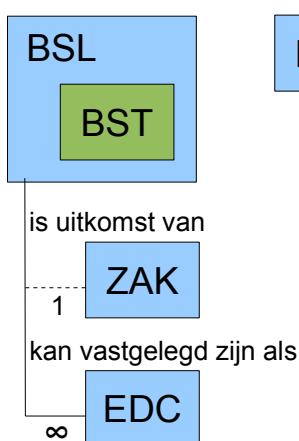 BSL
BST
is uitkomst van
ZAK
1
kan vastgelegd zijn als
EDC
∞